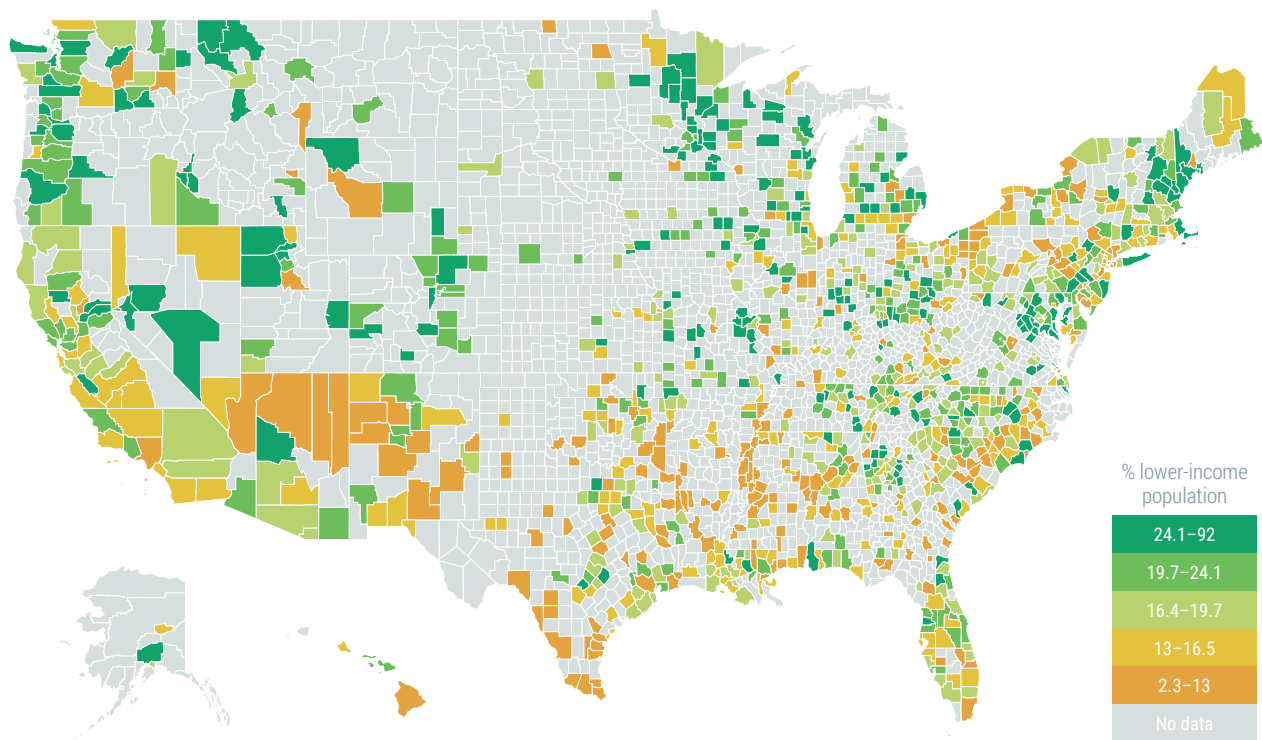 % lower-income
population
24.1–92
19.7–24.1
16.4–19.7
13–16.5
2.3–13
No data